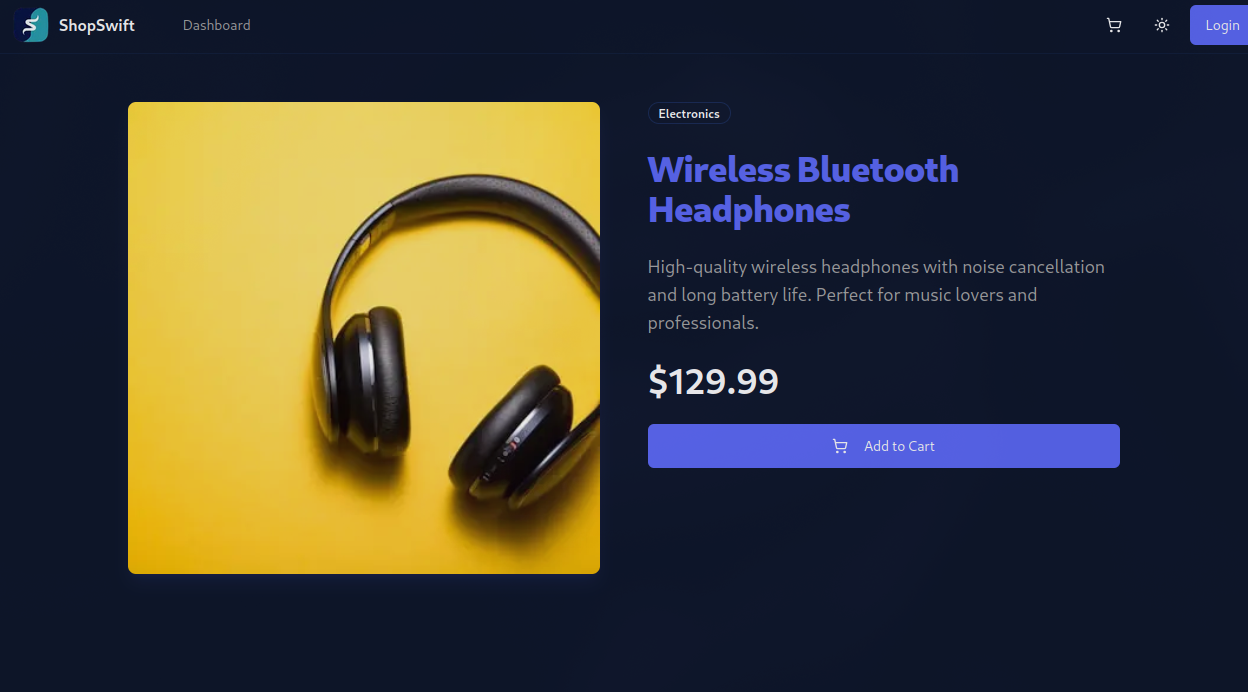 ShopSwift
Dashboard
Login
Electronics
Wireless Bluetooth
Headphones
High-quality wireless headphones with noise cancellation
and long battery life. Perfect for music lovers and
professionals.
$129.99
Add to Cart